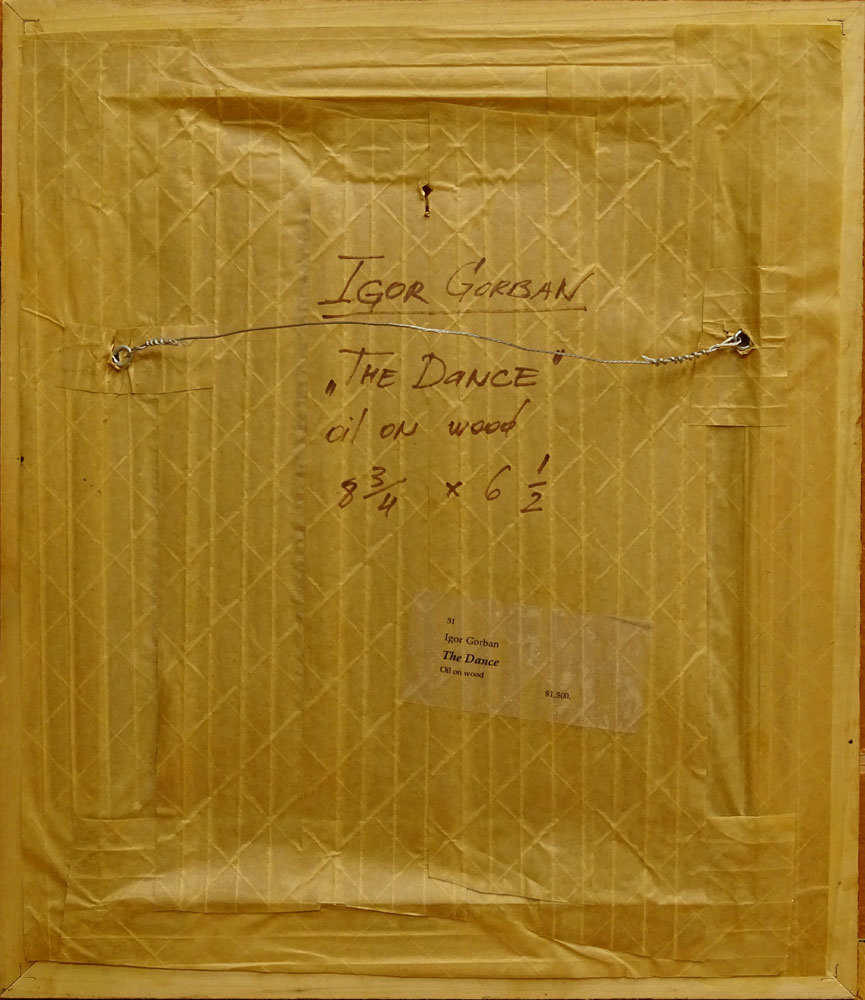 IGOR GORBAN
„THE DANCE"
oil on wood
8 3/4 x 6 1/2
31
Igor Gorban
The Dance
Oil on wood
$1,500.